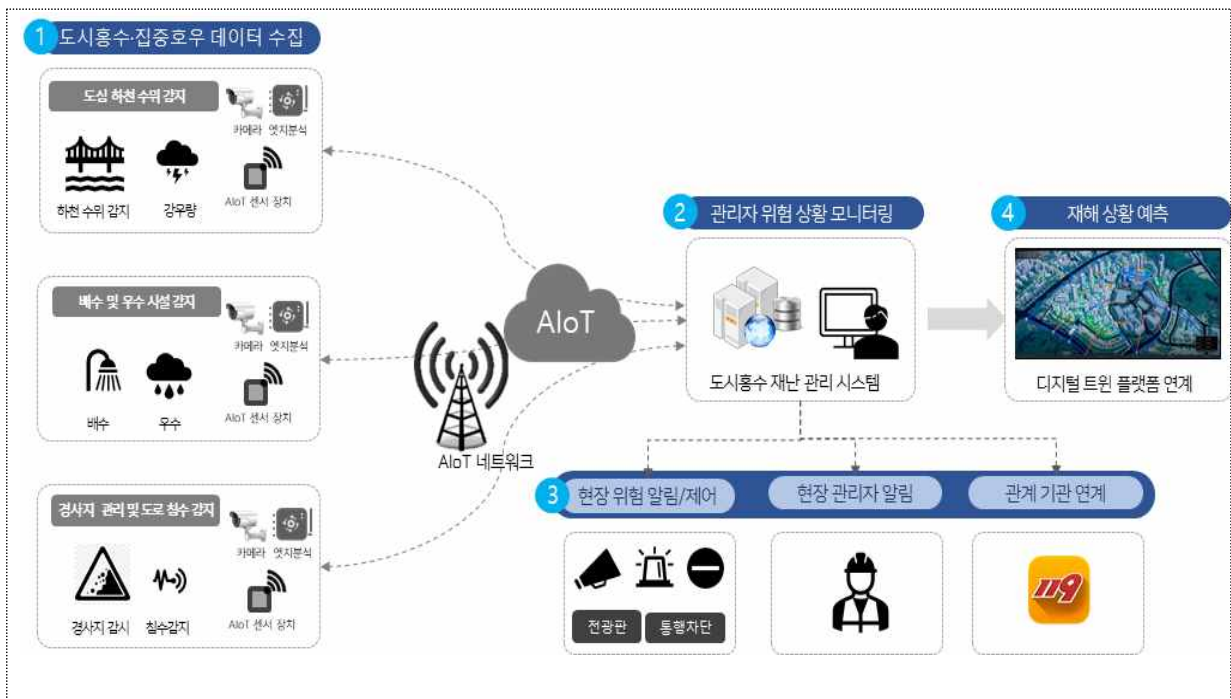 1 도시홍수·집중호우 데이터 수집
도심 하천 수위 감지
카메라 엣지분석
하천 수위 감지 강우량
AIoT 센서 장치
배수 및 우수 시설 감지
카메라 엣지분석
배수 우수
AIoT 센서 장치
경사지 관리 및 도로 침수 감지
카메라 엣지분석
경사지 감시 침수감지
AIoT 센서 장치
AIoT
AIoT 네트워크
2 관리자 위험 상황 모니터링
도시홍수 재난 관리 시스템
4 재해 상황 예측
디지털 트윈 플랫폼 연계
3 현장 위험 알림/제어
현장 관리자 알림
관계 기관 연계
전광판 통행차단
119